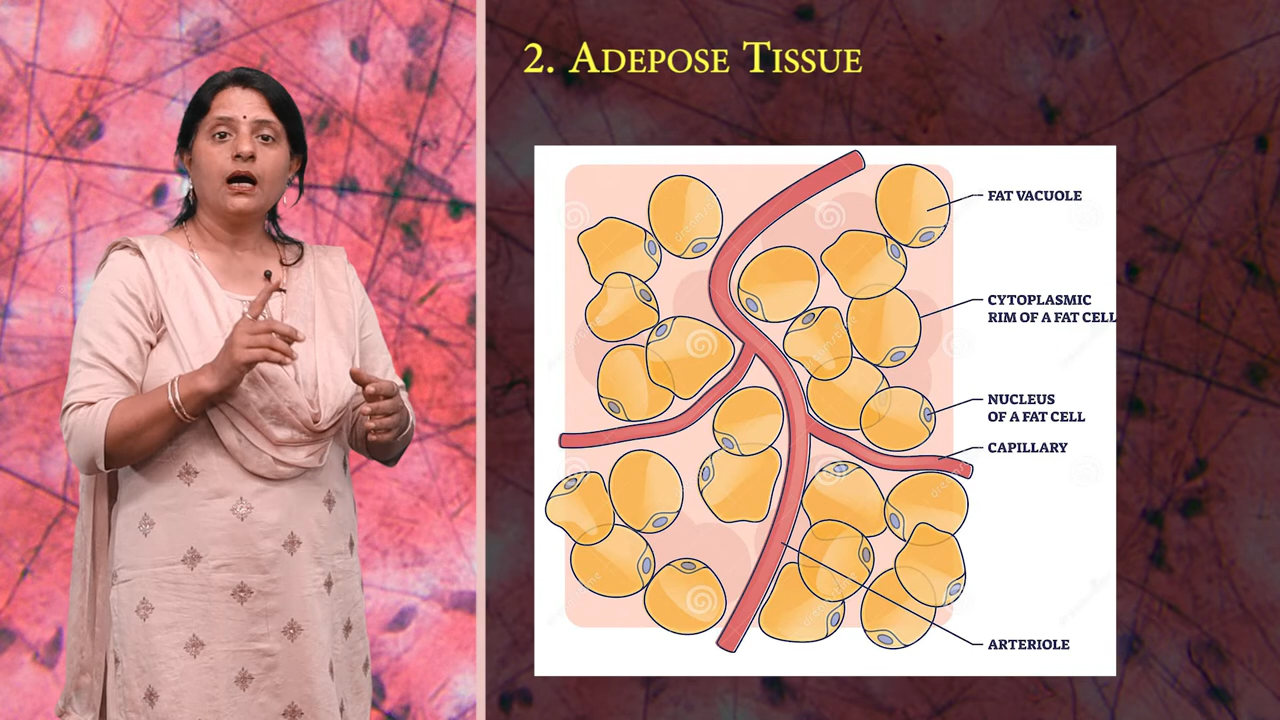 2. Adepose Tissue
FAT VACUOLE
CYTOPLASMIC
RIM OF A FAT CELL
NUCLEUS
OF A FAT CELL
CAPILLARY
ARTERIOLE